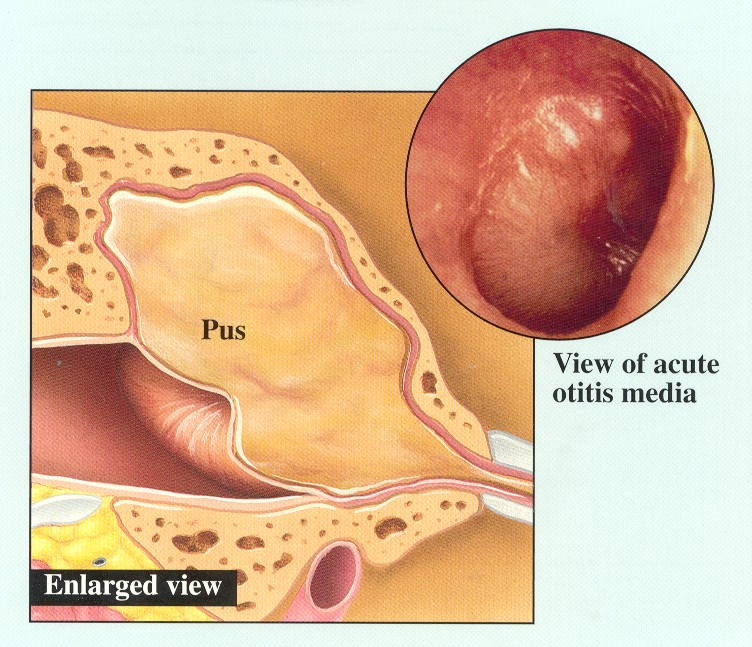 Pus
View of acute
otitis media
Enlarged view